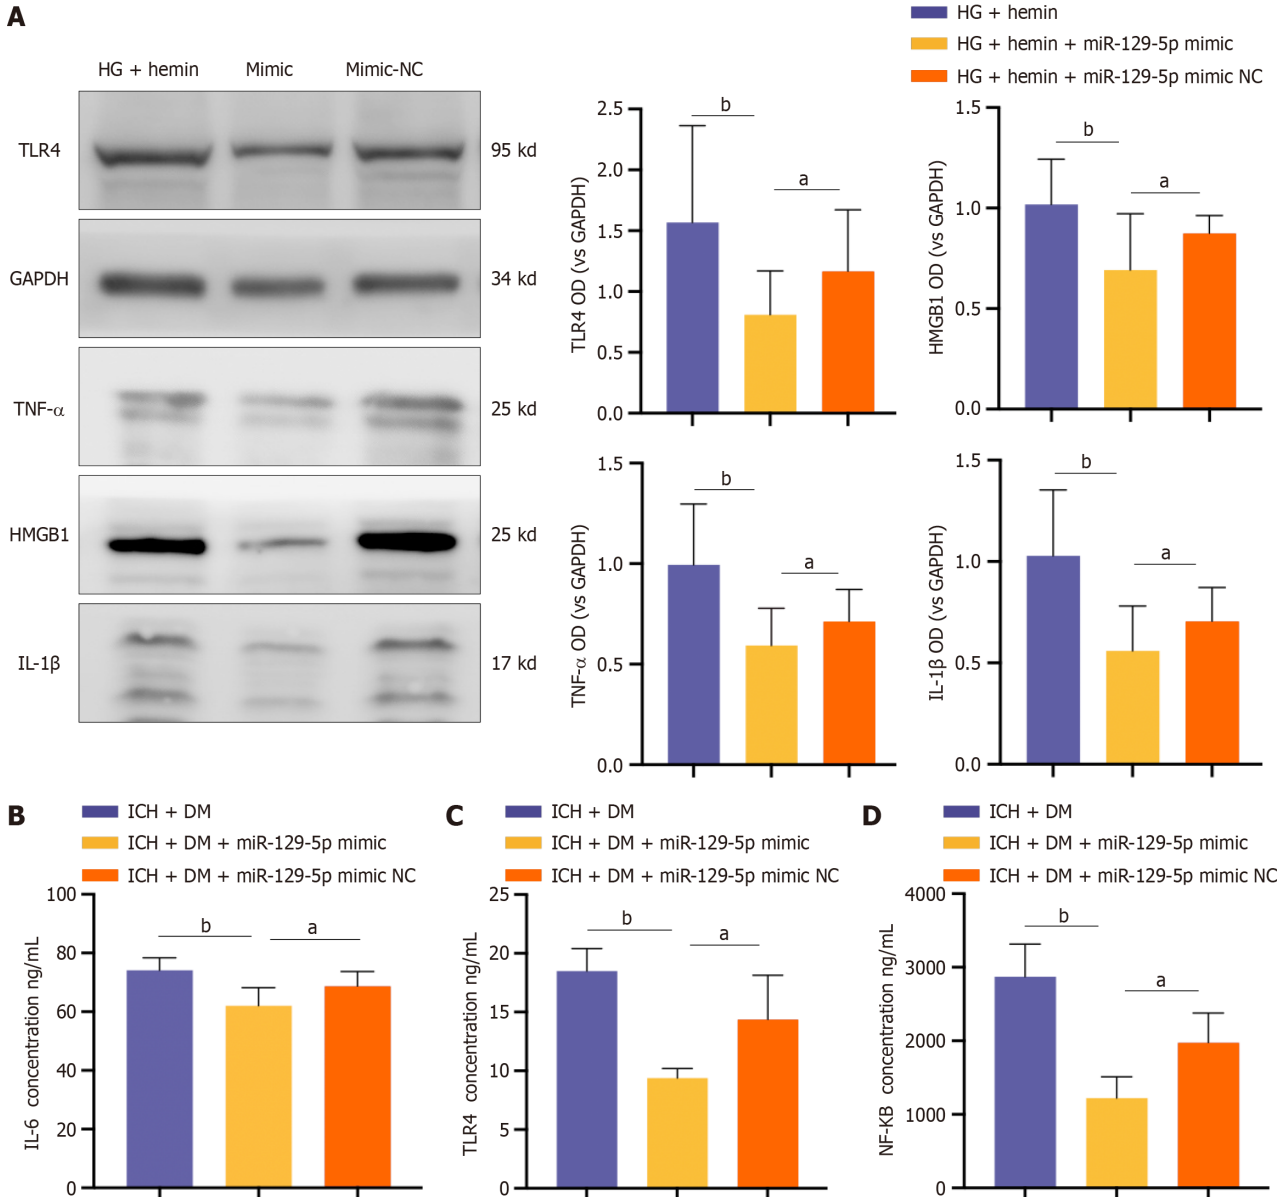 A
HG + hemin
HG + hemin + miR-129-5p mimic
HG + hemin + miR-129-5p mimic NC
HG + hemin Mimic Mimic-NC
TLR4 95 kd
GAPDH 34 kd
TNF-α 25 kd
HMGB1 25 kd
IL-1β 17 kd
TLR4 OD (vs GAPDH)
2.5
2.0
1.5
1.0
0.5
0.0
b
a
HMGB1 OD (vs GAPDH)
1.5
1.0
0.5
0.0
b
a
TNF-α OD (vs GAPDH)
1.5
1.0
0.5
0.0
b
a
IL-1β OD (vs GAPDH)
1.5
1.0
0.5
0.0
b
a
B
ICH + DM
ICH + DM + miR-129-5p mimic
ICH + DM + miR-129-5p mimic NC
IL-6 concentration ng/mL
100
80
60
40
20
0
b
a
C
ICH + DM
ICH + DM + miR-129-5p mimic
ICH + DM + miR-129-5p mimic NC
TLR4 concentration ng/mL
25
20
15
10
5
0
b
a
D
ICH + DM
ICH + DM + miR-129-5p mimic
ICH + DM + miR-129-5p mimic NC
NF-KB concentration ng/mL
4000
3000
2000
1000
0
b
a